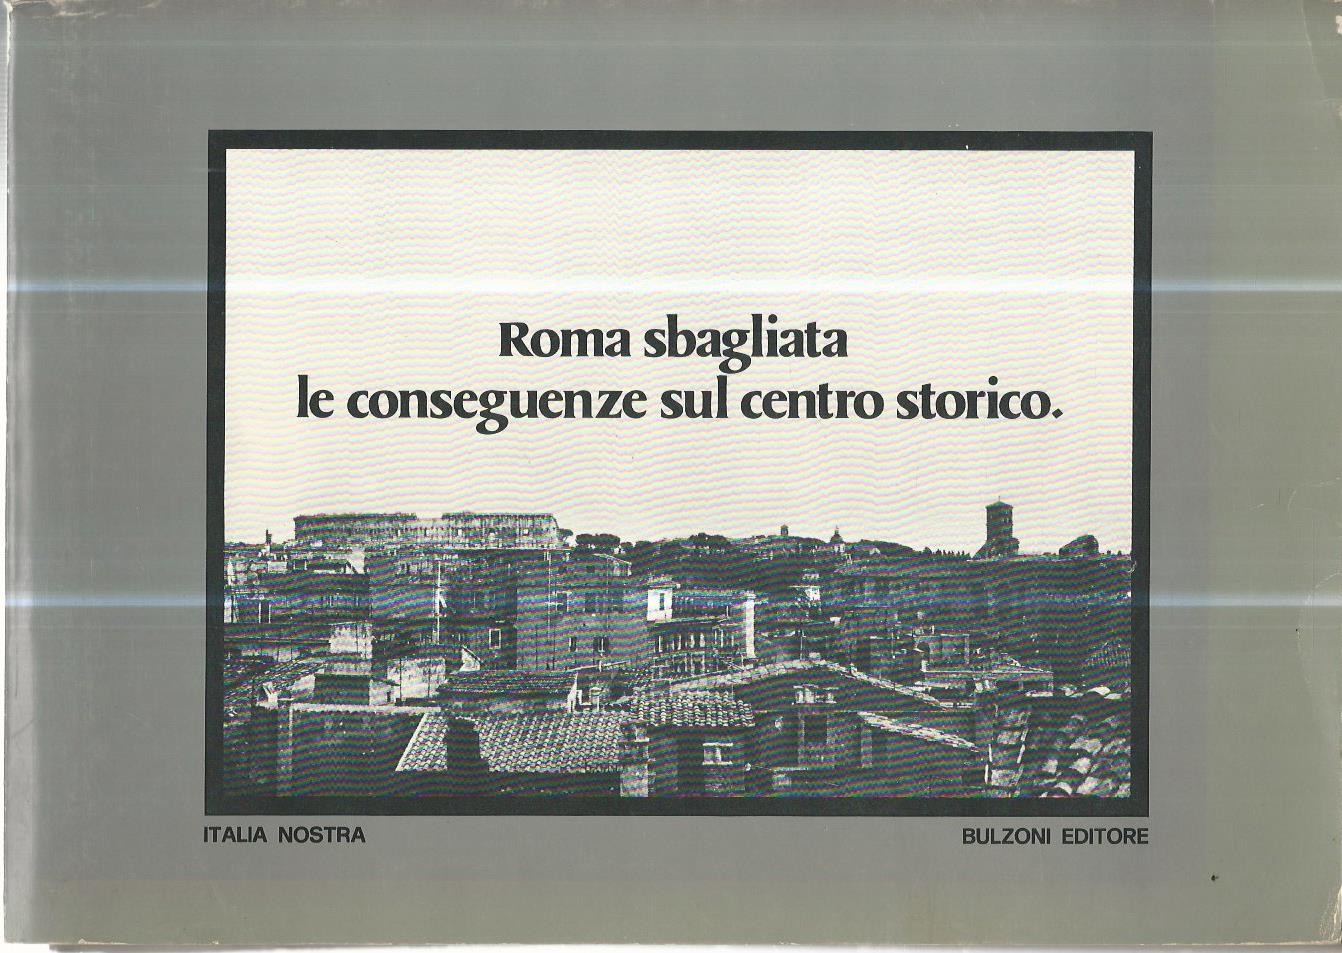 Roma sbagliata
le conseguenze sul centro storico.
ITALIA NOSTRA
BULZONI EDITORE